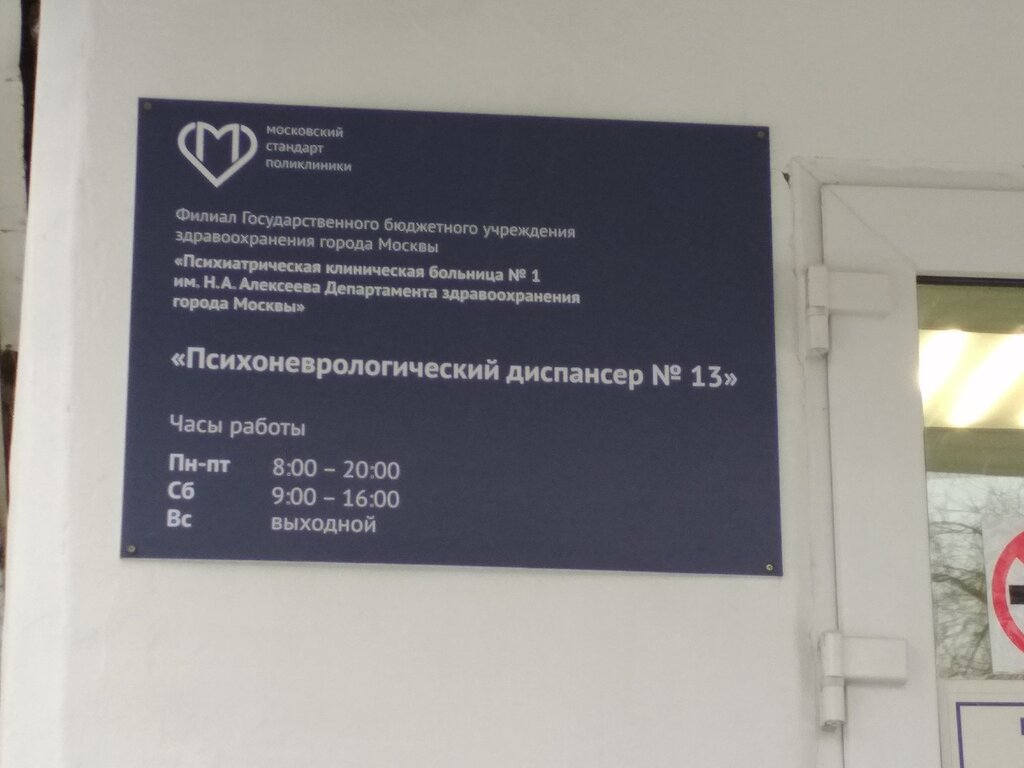 московский
стандарт
поликлиники
Филиал Государственного бюджетного учреждения
здравоохранения города Москвы
«Психиатрическая клиническая больница № 1
им. Н.А. Алексеева Департамента здравоохранения
города Москвы»
«Психоневрологический диспансер № 13»
Часы работы
Пн-пт 8:00 – 20:00
Сб 9:00 – 16:00
Вс выходной